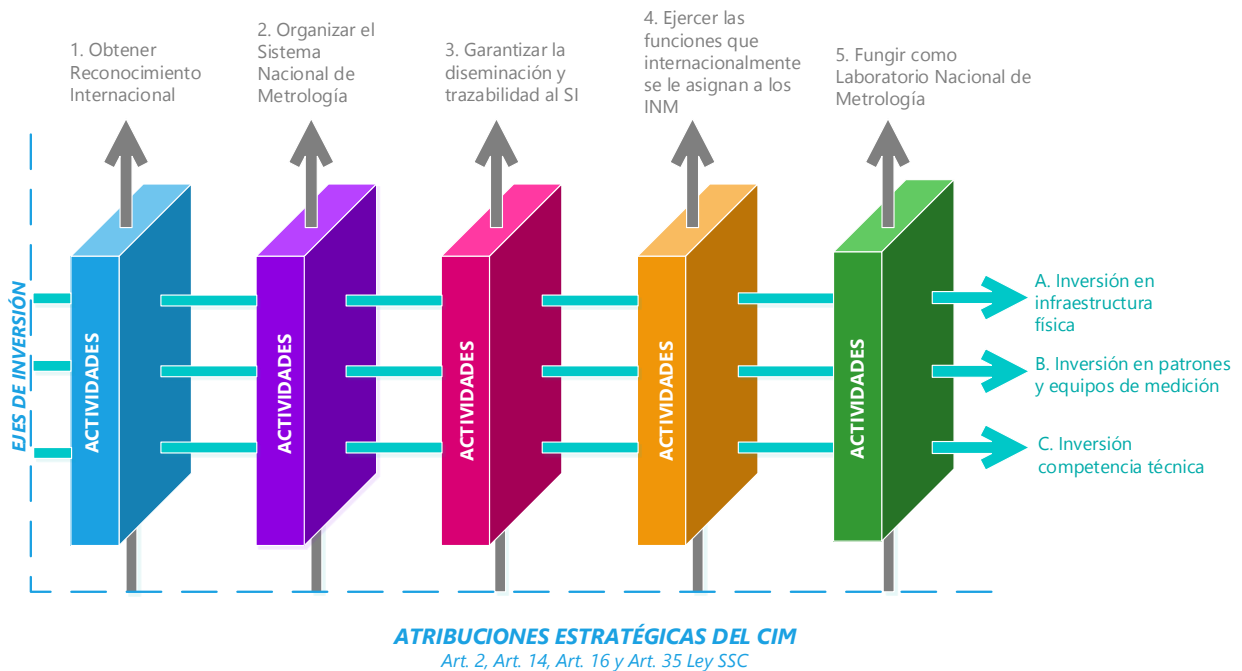 1. Obtener
Reconocimiento
Internacional
2. Organizar el
Sistema
Nacional de
Metrología
3. Garantizar la
diseminación y
trazabilidad al SI
4. Ejercer las
funciones que
internacionalmente
se le asignan a los
INM
5. Fungir como
Laboratorio Nacional de
Metrología
EJES DE INVERSIÓN
ACTIVIDADES
ACTIVIDADES
ACTIVIDADES
ACTIVIDADES
ACTIVIDADES
A. Inversión en
infraestructura
física
B. Inversión en patrones
y equipos de medición
C. Inversión
competencia técnica
ATRIBUCIONES ESTRATÉGICAS DEL CIM
Art. 2, Art. 14, Art. 16 y Art. 35 Ley SSC